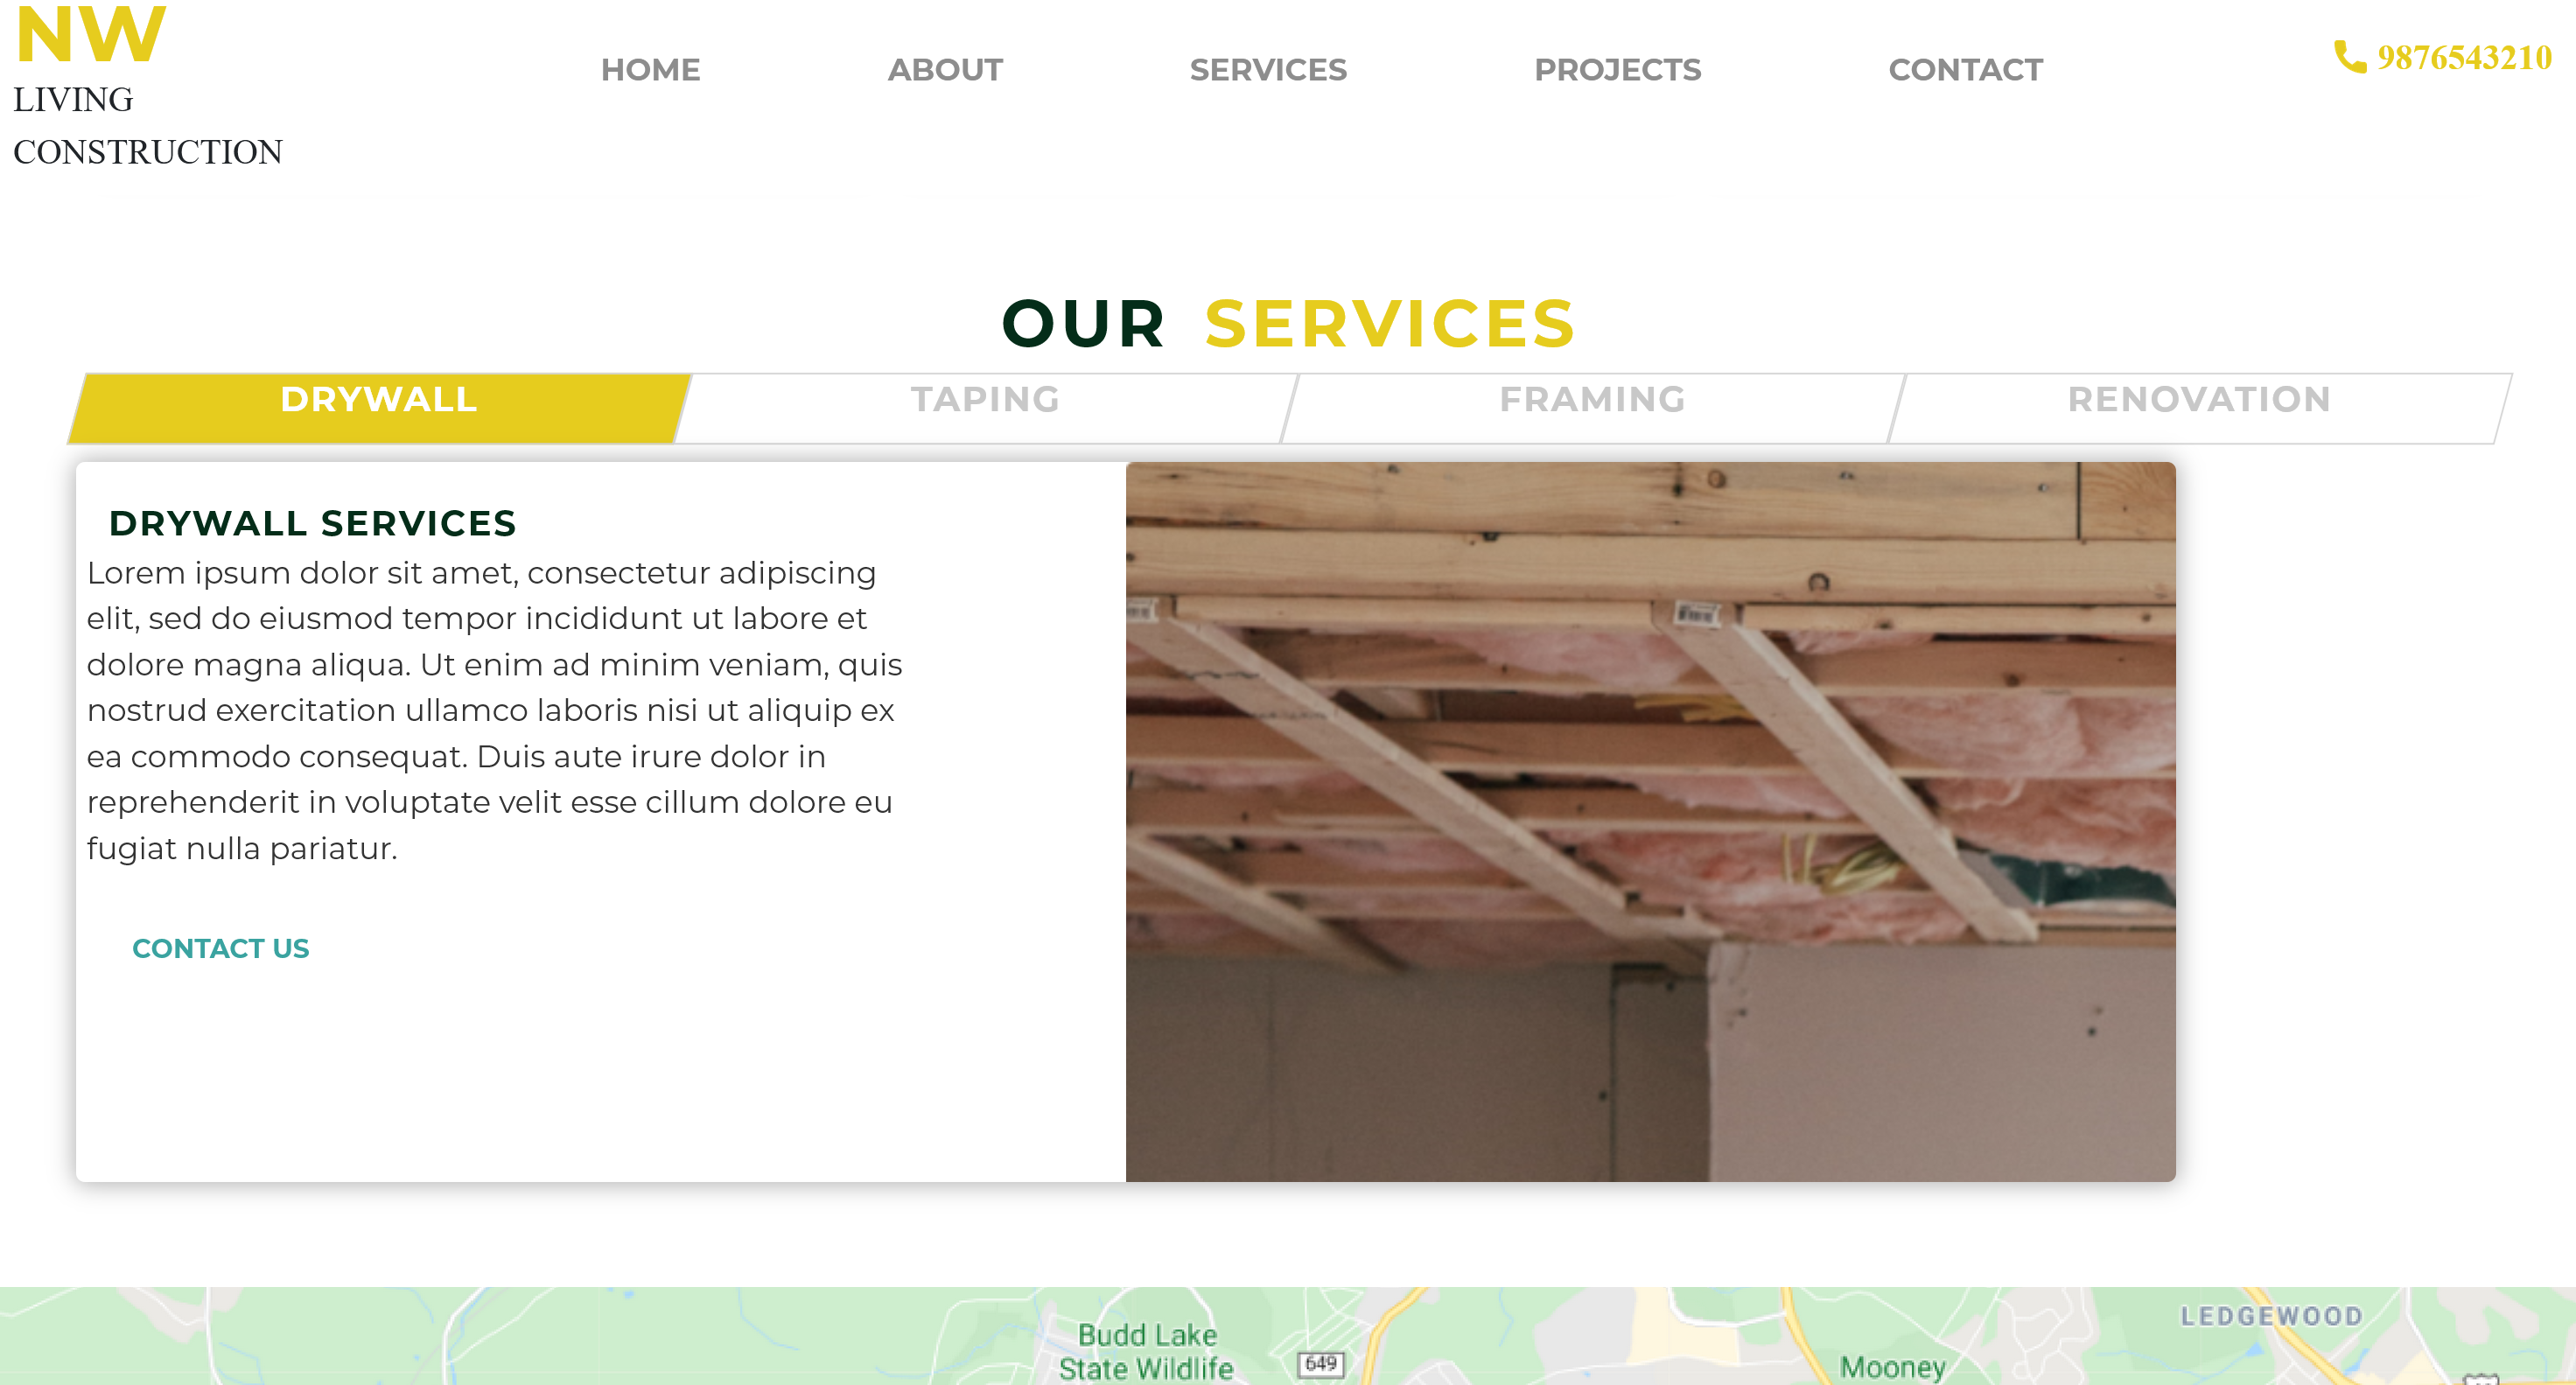 NW
LIVING
CONSTRUCTION
HOME ABOUT SERVICES PROJECTS CONTACT
9876543210
OUR SERVICES
DRYWALL TAPING FRAMING RENOVATION
DRYWALL SERVICES
Lorem ipsum dolor sit amet, consectetur adipiscing
elit, sed do eiusmod tempor incididunt ut labore et
dolore magna aliqua. Ut enim ad minim veniam, quis
nostrud exercitation ullamco laboris nisi ut aliquip ex
ea commodo consequat. Duis aute irure dolor in
reprehenderit in voluptate velit esse cillum dolore eu
fugiat nulla pariatur.
CONTACT US
LEDGEWOOD
Budd Lake
State Wildlife
649
Mooney